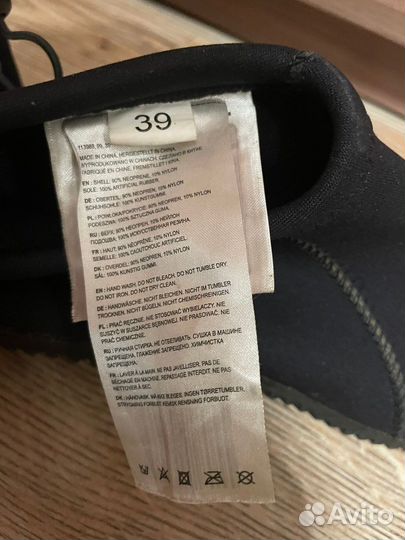 39
MADE IN CHINA, HERGESTELLT IN CHINA,
WYPRODUKOWANO W CHINACH, СДЕЛАНО В КИТАЕ
FABRIQUÉ EN CHINE, FREMSTILLET I KINA
EN : SHELL: 90% NEOPRENE, 10% NYLON
SOLE: 100% ARTIFICIAL RUBBER.
DE : OBERTEIL: 90% NEOPREN, 10% NYLON
SCHUHSOHLE: 100% KUNSTGUMMI.
PL : POWŁOKA/POKRYCIE: 90% NEOPREN, 10% NYLON
PODESZWA: 100% SZTUCZNA GUMA.
RU : ВЕРХ: 90% НЕОПРЕН, 10% НЕЙЛОН
ПОДОШВА: 100% ИСКУССТВЕННАЯ РЕЗИНА.
FR : HAUT: 90% NÉOPRÈNE, 10% NYLON
SEMELLE: 100% CAOUTCHOUC ARTIFICIEL.
DK : OVERDEL: 90% NEOPREN, 10% NYLON
SÅL: 100% KUNSTIG GUMMI.
EN : HAND WASH. DO NOT BLEACH. DO NOT TUMBLE DRY.
DO NOT IRON. DO NOT DRY CLEAN.
DE : HANDWÄSCHE. NICHT BLEICHEN. NICHT IM TUMBLER
TROCKNEN. NICHT BÜGELN. NICHT CHEMISCHREINIGEN.
PL : PRAĆ RĘCZNIE. NIE STOSOWAĆ WYBIELACZY. NIE
SUSZYĆ W SUSZARCE BĘBNOWEJ. NIE PRASOWAĆ. NIE PRAĆ
CHEMICZNIE.
RU : РУЧНАЯ СТИРКА. НЕ ОТБЕЛИВАТЬ. СУШКА В МАШИНЕ
ЗАПРЕЩЕНА. ГЛАЖЕНИЕ ЗАПРЕЩЕНО. ХИМЧИСТКА
ЗАПРЕЩЕНА.
FR : LAVER À LA MAIN. NE PAS JAVELLISER. NE PAS
SÉCHAGE EN MACHINE. REPASSAGE INTERDIT. NE PAS
NETTOYER À SEC.
DK : HÅNDVASK. MÅ IKKE BLEGES. INGEN TØRRETUMBLER.
STRYGNING FORBUDT. KEMISK RENSNING FORBUDT.
Avito